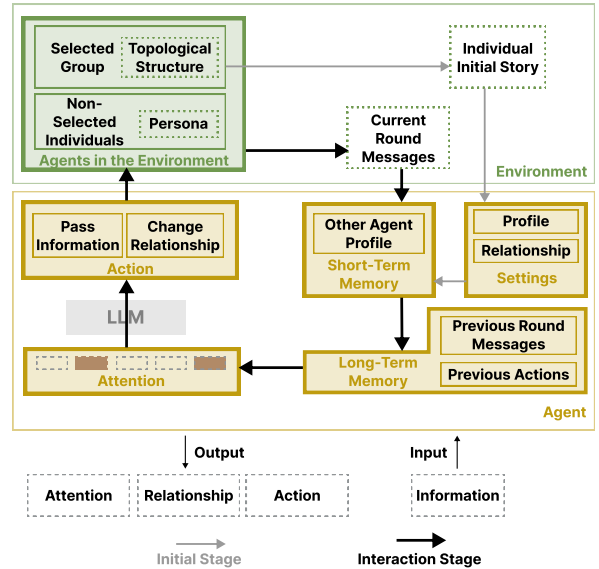 Selected
Group
Topological
Structure
Individual
Initial Story
Non-
Selected
Individuals
Persona
Agents in the Environment
Current
Round
Messages
Environment
Pass
Information
Change
Relationship
Action
Other Agent
Profile
Short-Term
Memory
Profile
Relationship
Settings
LLM
Attention
Long-Term
Memory
Previous Round
Messages
Previous Actions
Agent
Output
Input
Attention
Relationship
Action
Information
Initial Stage
Interaction Stage